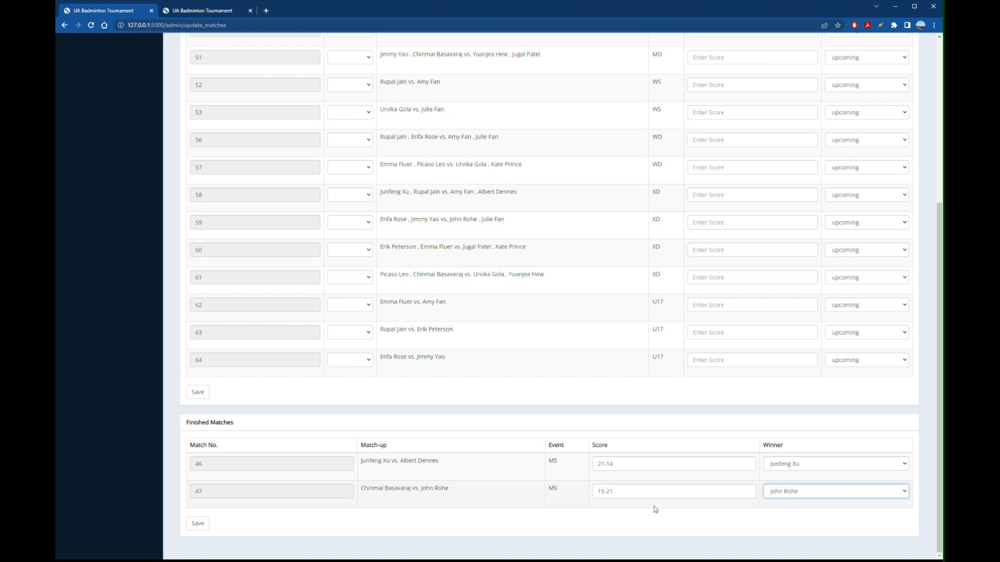 UA Badminton Tournament
UA Badminton Tournament
127.0.0.1:5000/admin/update_matches
51 Jimmy Yao , Chinmai Basavaraj vs. Yuanjea Hew , Jugal Patel MD Enter Score upcoming
52 Rupal Jain vs. Amy Fan WS Enter Score upcoming
53 Urvika Gola vs. Julie Fan WS Enter Score upcoming
56 Rupal Jain , Enfa Rose vs. Amy Fan , Julie Fan WD Enter Score upcoming
57 Emma Fluer , Picaso Leo vs. Urvika Gola , Kate Prince WD Enter Score upcoming
58 Junfeng Xu , Rupal Jain vs. Amy Fan , Albert Dennes XD Enter Score upcoming
59 Enfa Rose , Jimmy Yao vs. John Rohe , Julie Fan XD Enter Score upcoming
60 Erik Peterson , Emma Fluer vs. Jugal Patel , Kate Prince XD Enter Score upcoming
61 Picaso Leo , Chinmai Basavaraj vs. Urvika Gola , Yuanjea Hew XD Enter Score upcoming
62 Emma Fluer vs. Amy Fan U17 Enter Score upcoming
63 Rupal Jain vs. Erik Peterson U17 Enter Score upcoming
64 Enfa Rose vs. Jimmy Yao U17 Enter Score upcoming
Save
Finished Matches
Match No. Match-up Event Score Winner
46 Junfeng Xu vs. Albert Dennes MS 21-14 Junfeng Xu
47 Chinmai Basavaraj vs. John Rohe MS 15-21 John Rohe
Save